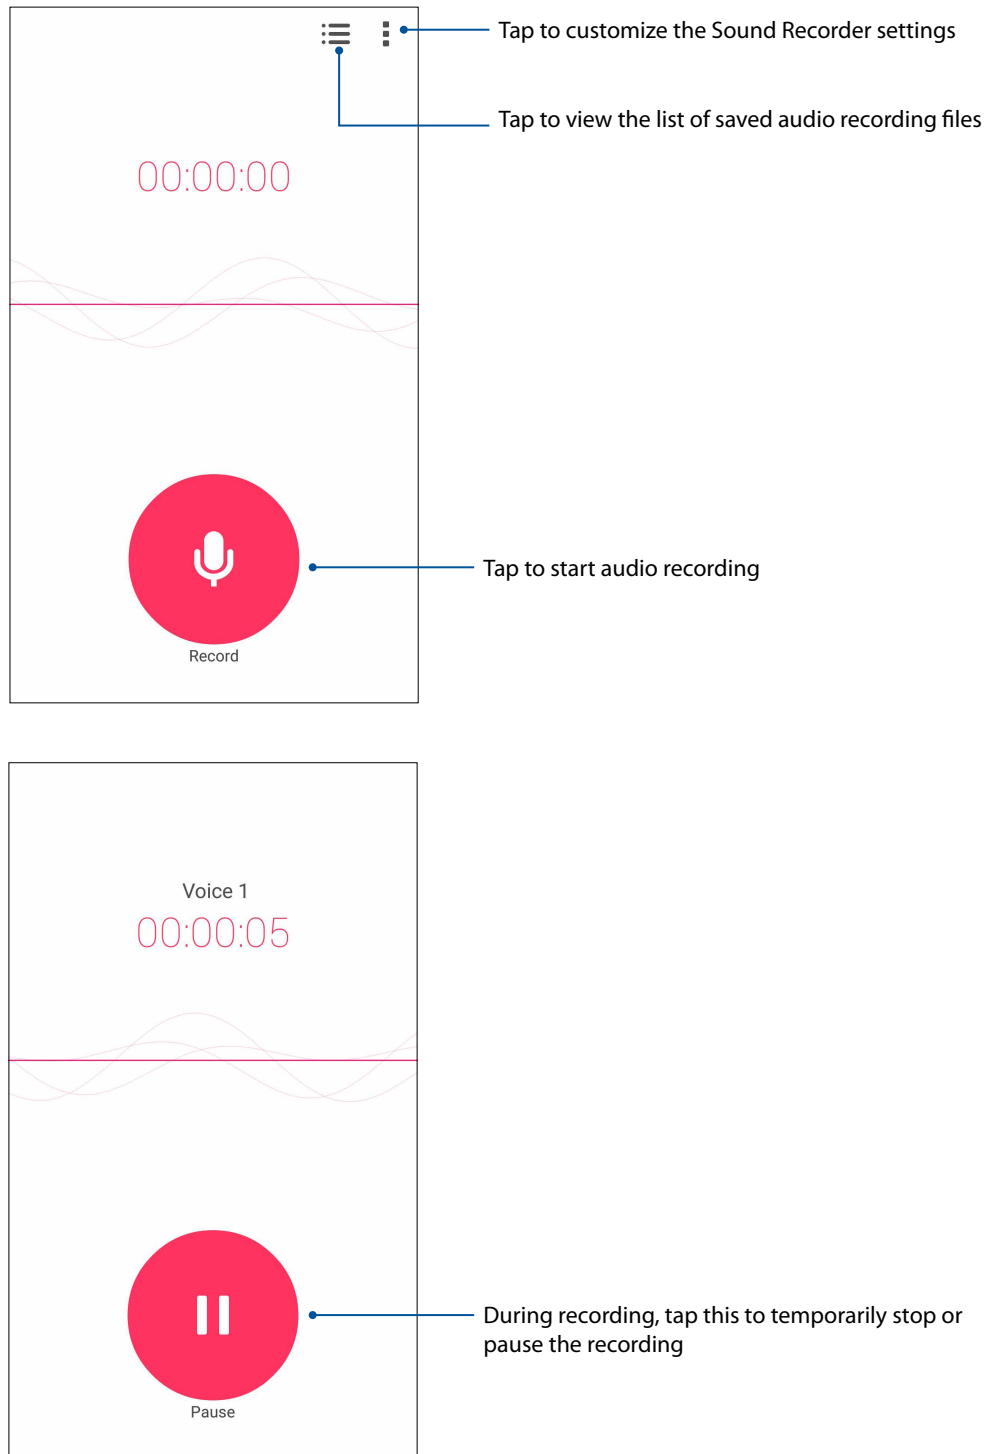 Tap to customize the Sound Recorder settings
Tap to view the list of saved audio recording files
00:00:00
Tap to start audio recording
Record
Voice 1
00:00:05
During recording, tap this to temporarily stop or
pause the recording
Pause